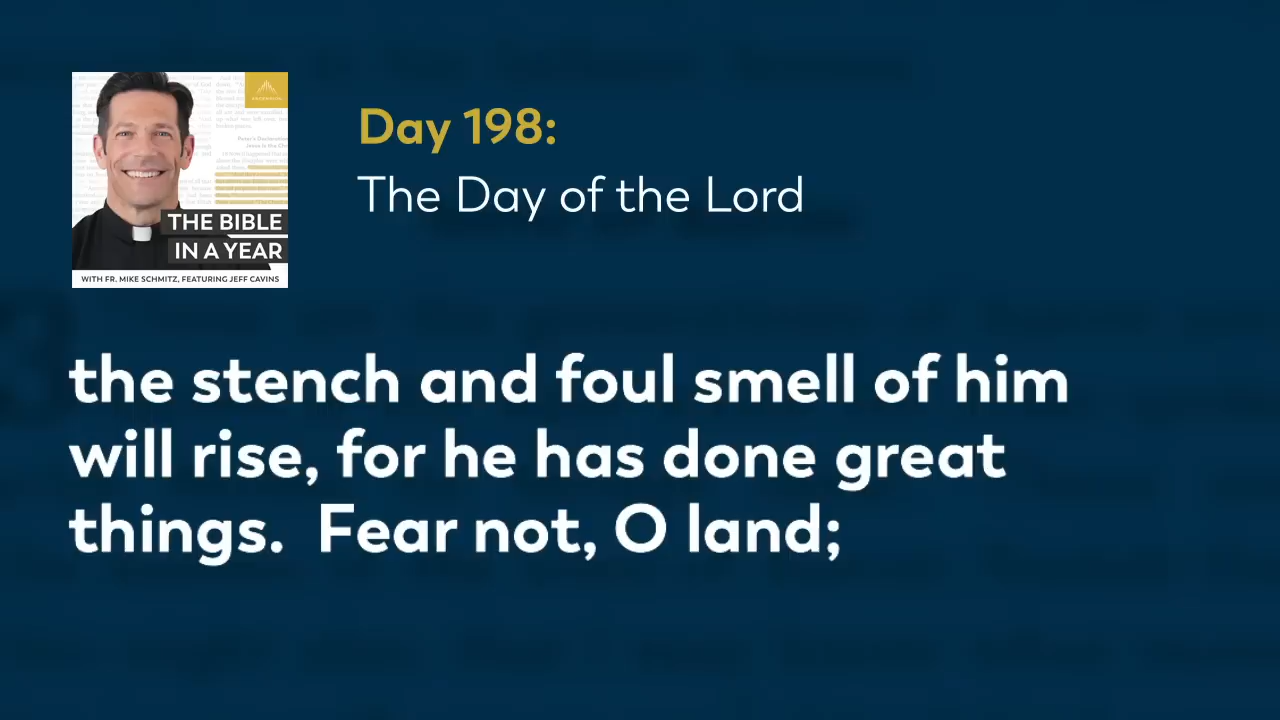 THE BIBLE
IN A YEAR
WITH FR. MIKE SCHMITZ, FEATURING JEFF CAVINS
Day 198:
The Day of the Lord
the stench and foul smell of him
will rise, for he has done great
things. Fear not, O land;